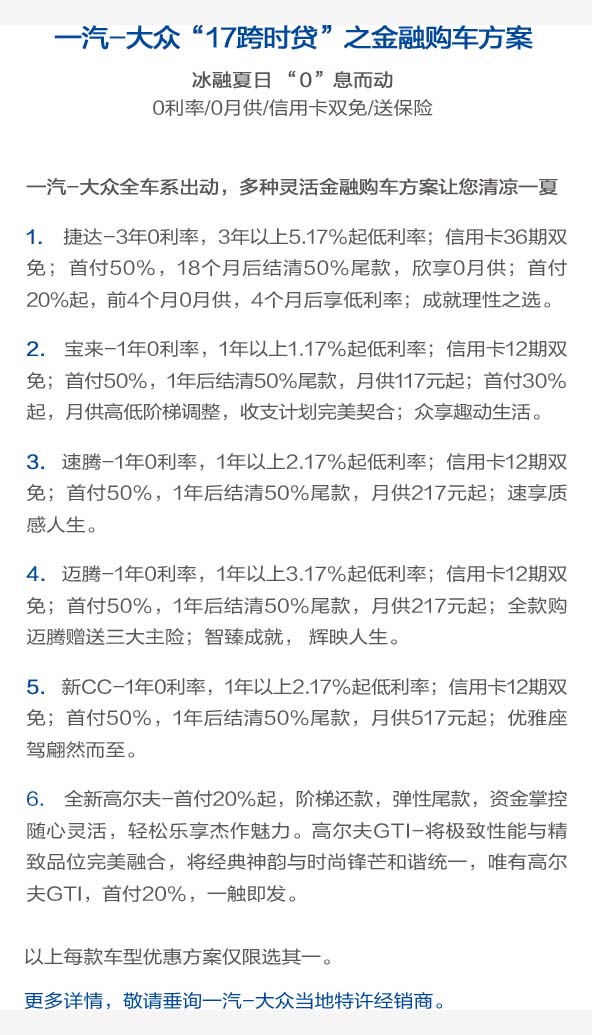 一汽-大众“17跨时贷”之金融购车方案
冰融夏日 “0”息而动
0利率/0月供/信用卡双免/送保险
一汽-大众全车系出动，多种灵活金融购车方案让您清凉一夏
1. 捷达-3年0利率，3年以上5.17%起低利率；信用卡36期双
免；首付50%，18个月后结清50%尾款，欣享0月供；首付
20%起，前4个月0月供，4个月后享低利率；成就理性之选。
2. 宝来-1年0利率，1年以上1.17%起低利率；信用卡12期双
免；首付50%，1年后结清50%尾款，月供117元起；首付30%
起，月供高低阶梯调整，收支计划完美契合；众享趣动生活。
3. 速腾-1年0利率，1年以上2.17%起低利率；信用卡12期双
免；首付50%，1年后结清50%尾款，月供217元起；速享质
感人生。
4. 迈腾-1年0利率，1年以上3.17%起低利率；信用卡12期双
免；首付50%，1年后结清50%尾款，月供217元起；全款购
迈腾赠送三大主险；智臻成就， 辉映人生。
5. 新CC-1年0利率，1年以上2.17%起低利率；信用卡12期双
免；首付50%，1年后结清50%尾款，月供517元起；优雅座
驾翩然而至。
6. 全新高尔夫-首付20%起，阶梯还款，弹性尾款，资金掌控
随心灵活，轻松乐享杰作魅力。高尔夫GTI-将极致性能与精
致品位完美融合，将经典神韵与时尚锋芒和谐统一，唯有高尔
夫GTI，首付20%，一触即发。
以上每款车型优惠方案仅限选其一。
更多详情，敬请垂询一汽-大众当地特许经销商。